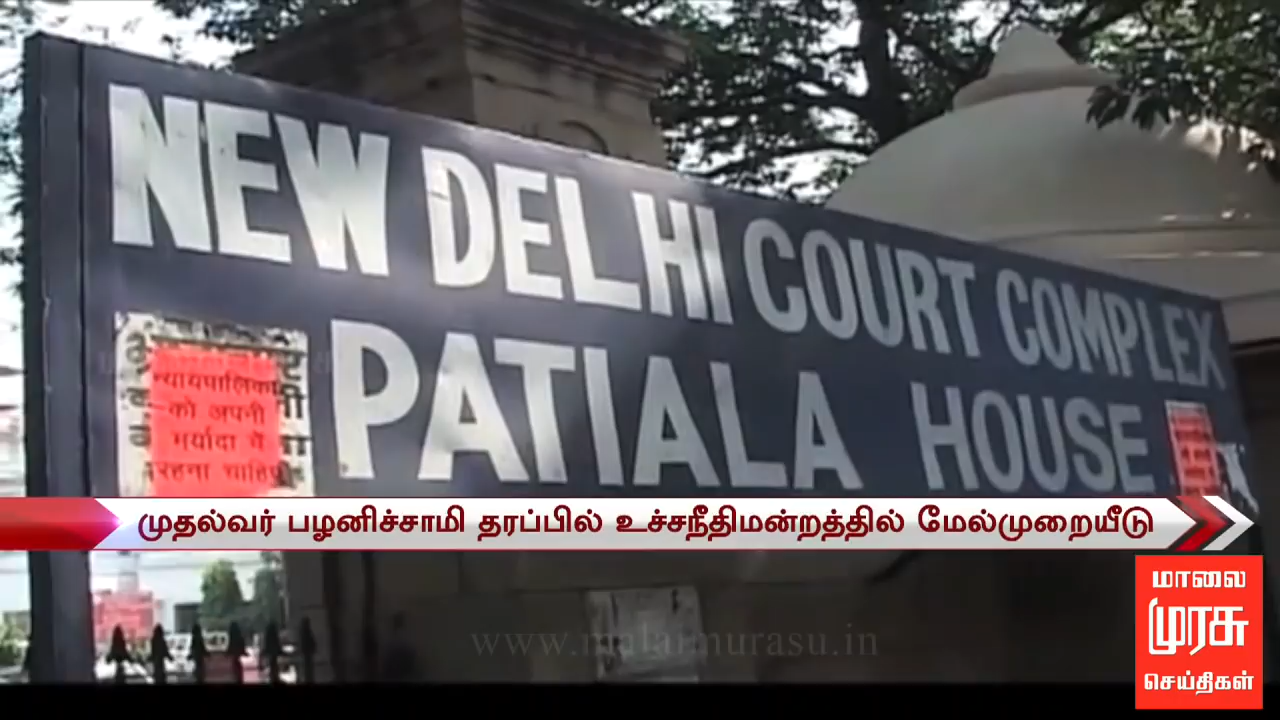 NEW DELHI COURT COMPLEX
PATIALA HOUSE
न्यायपालिका
को अपनी
मर्यादा में
रहना चाहिए
முதல்வர் பழனிச்சாமி தரப்பில் உச்சநீதிமன்றத்தில் மேல்முறையீடு
மாலை
முரசு
செய்திகள்
www.malaimurasu.in